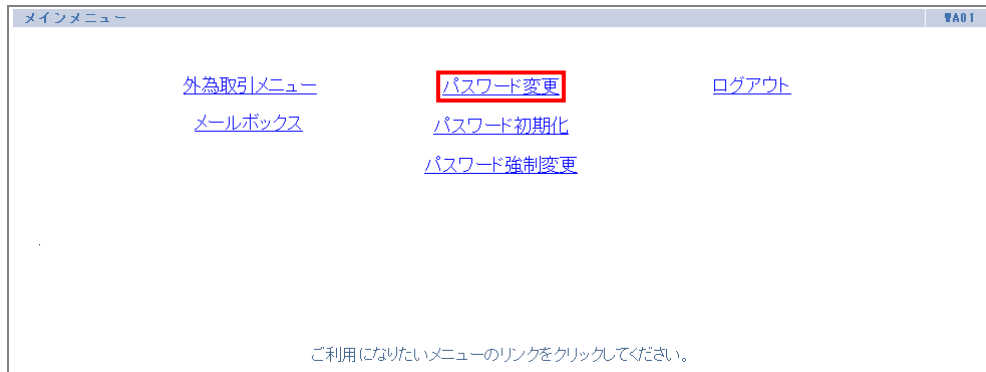 メインメニュー WA01
外為取引メニュー パスワード変更 ログアウト
メールボックス パスワード初期化
パスワード強制変更
ご利用になりたいメニューのリンクをクリックしてください。